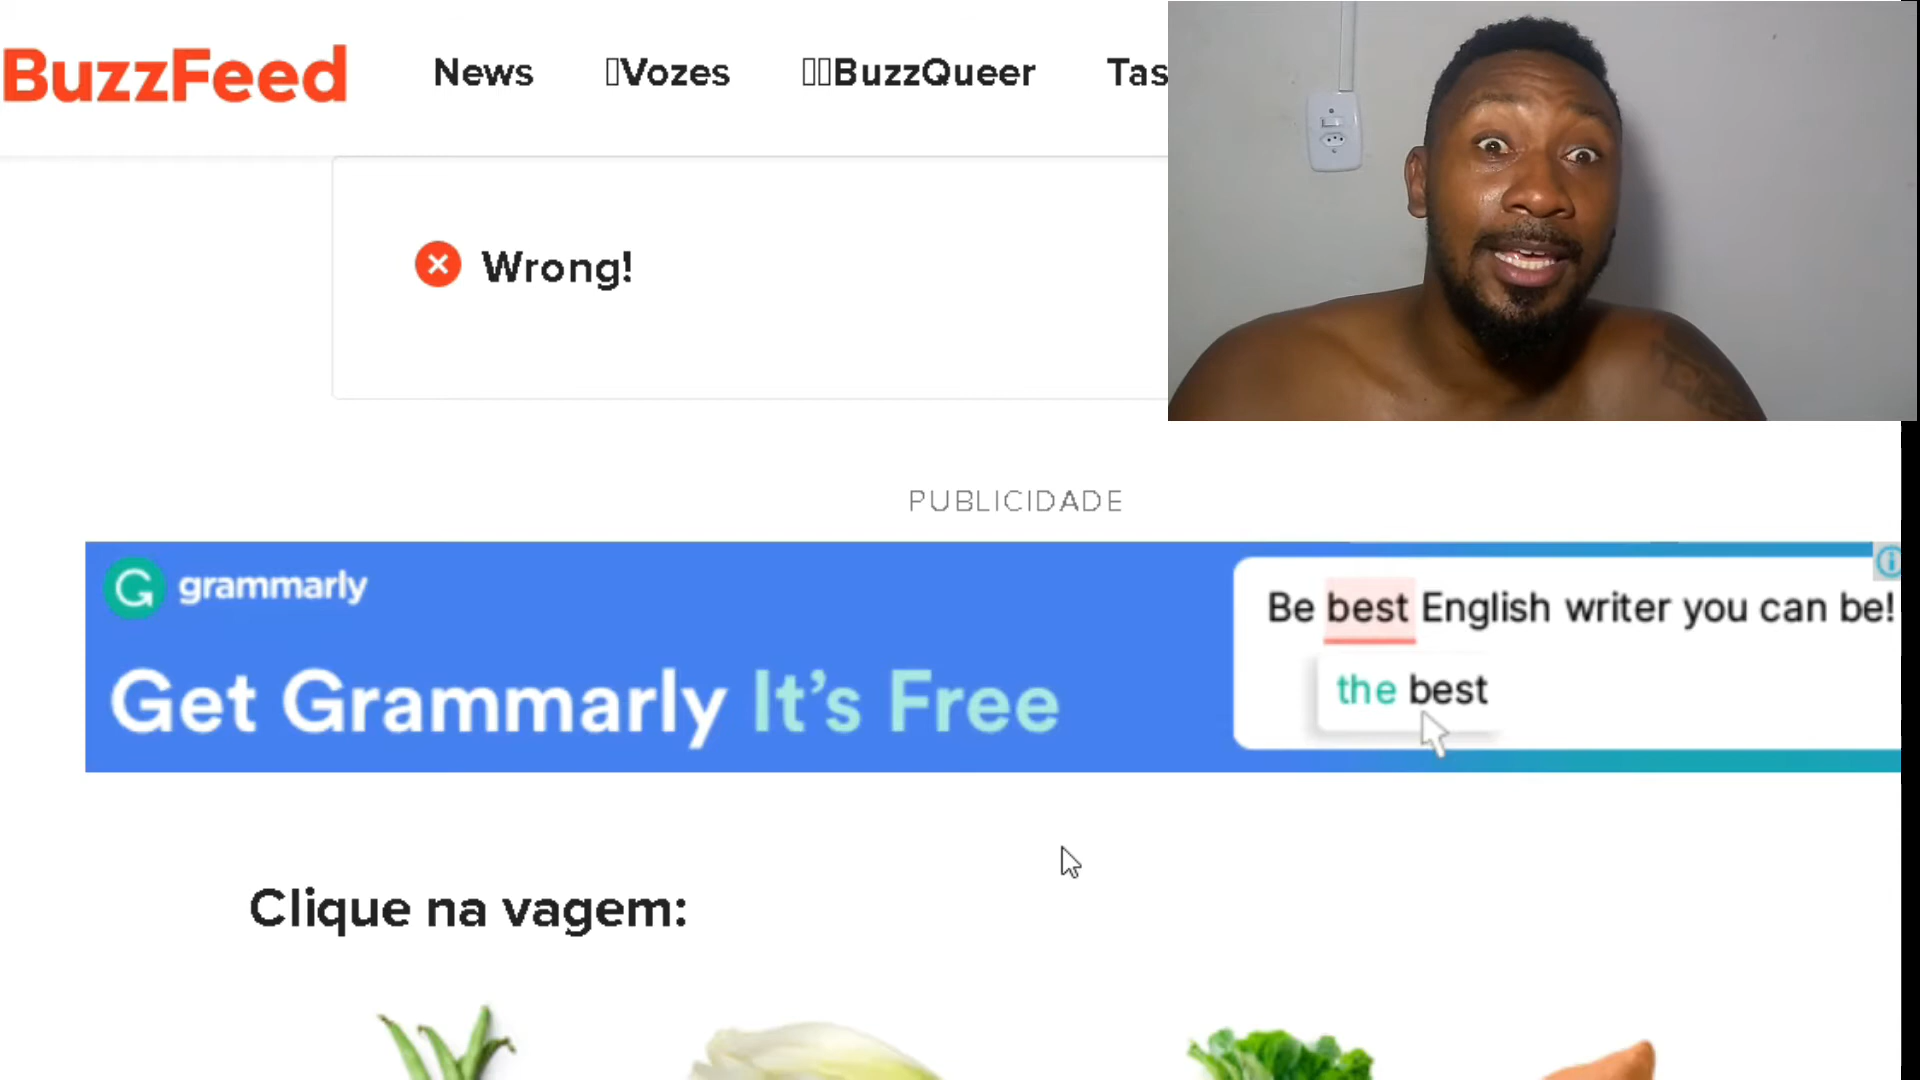 BuzzFeed News Vozes BuzzQueer Tas
Wrong!
PUBLICIDADE
grammarly
Get Grammarly It's Free
Be best English writer you can be!
the best
Clique na vagem: